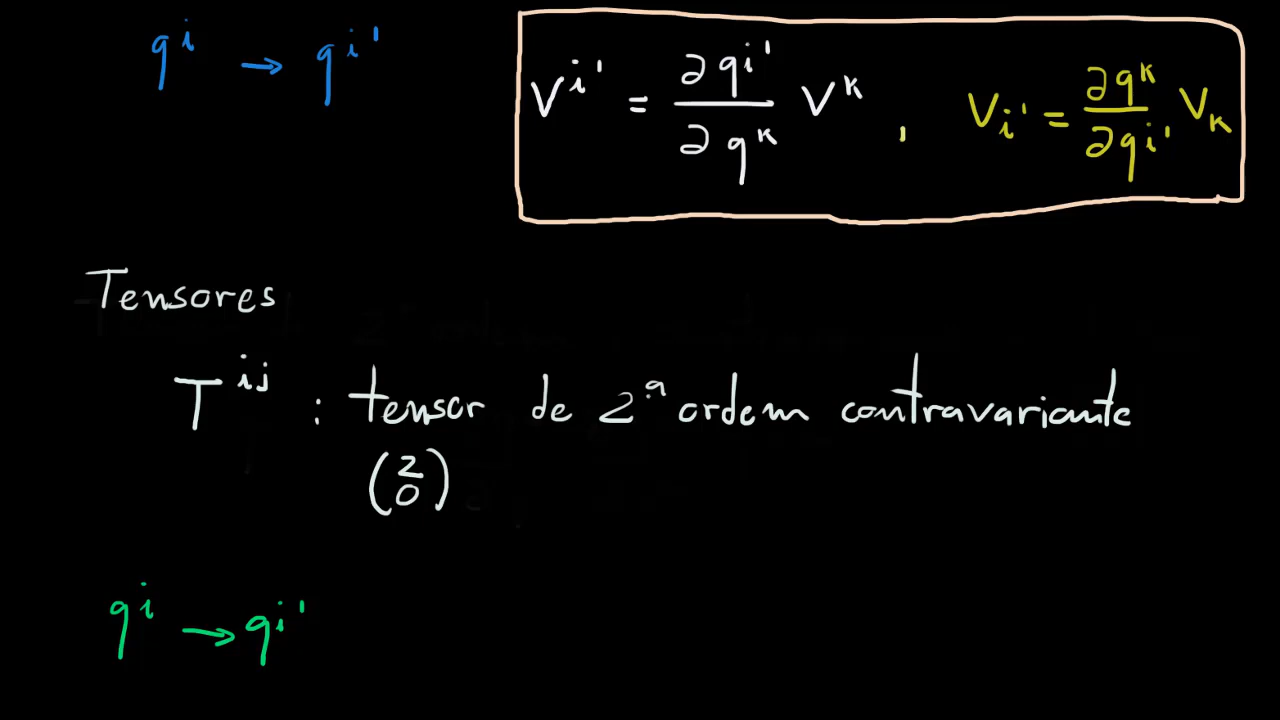 qⁱ → qⁱ'
Vⁱ' = ∂qⁱ'/∂qᵏ Vᵏ , Vᵢ' = ∂qᵏ/∂qⁱ' Vₖ
Tensores
Tⁱʲ : tensor de 2ª ordem contravariante
(2 0)
qⁱ → qⁱ'